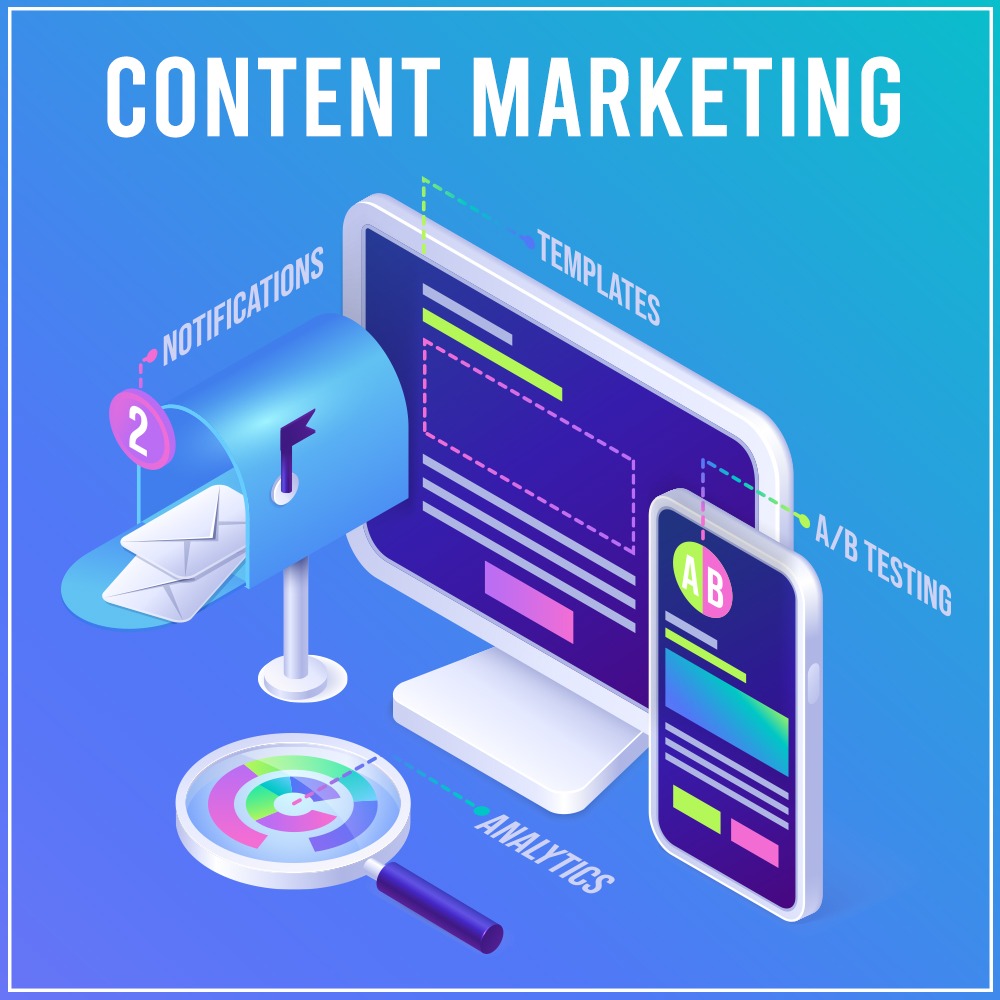 CONTENT MARKETING
TEMPLATES
NOTIFICATIONS
2
A/B TESTING
A B
ANALYTICS